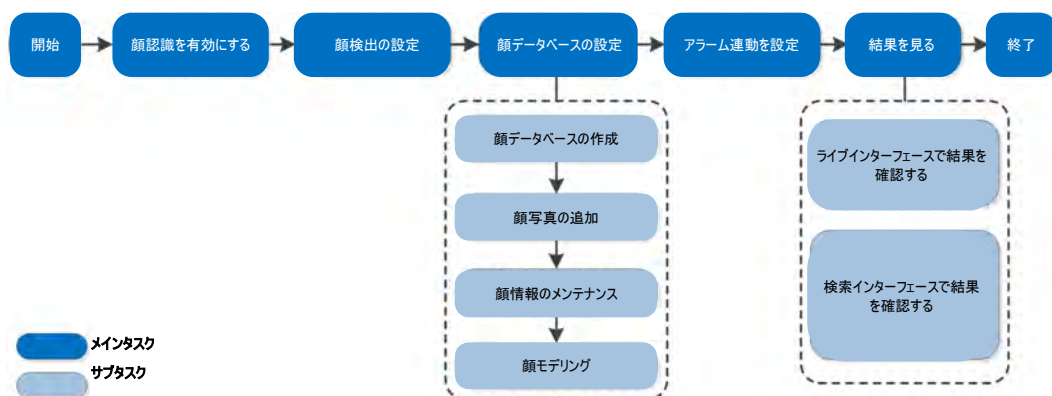 開始
顔認識を有効にする
顔検出の設定
顔データベースの設定
アラーム連動を設定
結果を見る
終了
顔データベースの作成
顔写真の追加
顔情報のメンテナンス
顔モデリング
ライブインターフェースで結果を
確認する
検索インターフェースで結果
を確認する
メインタスク
サブタスク